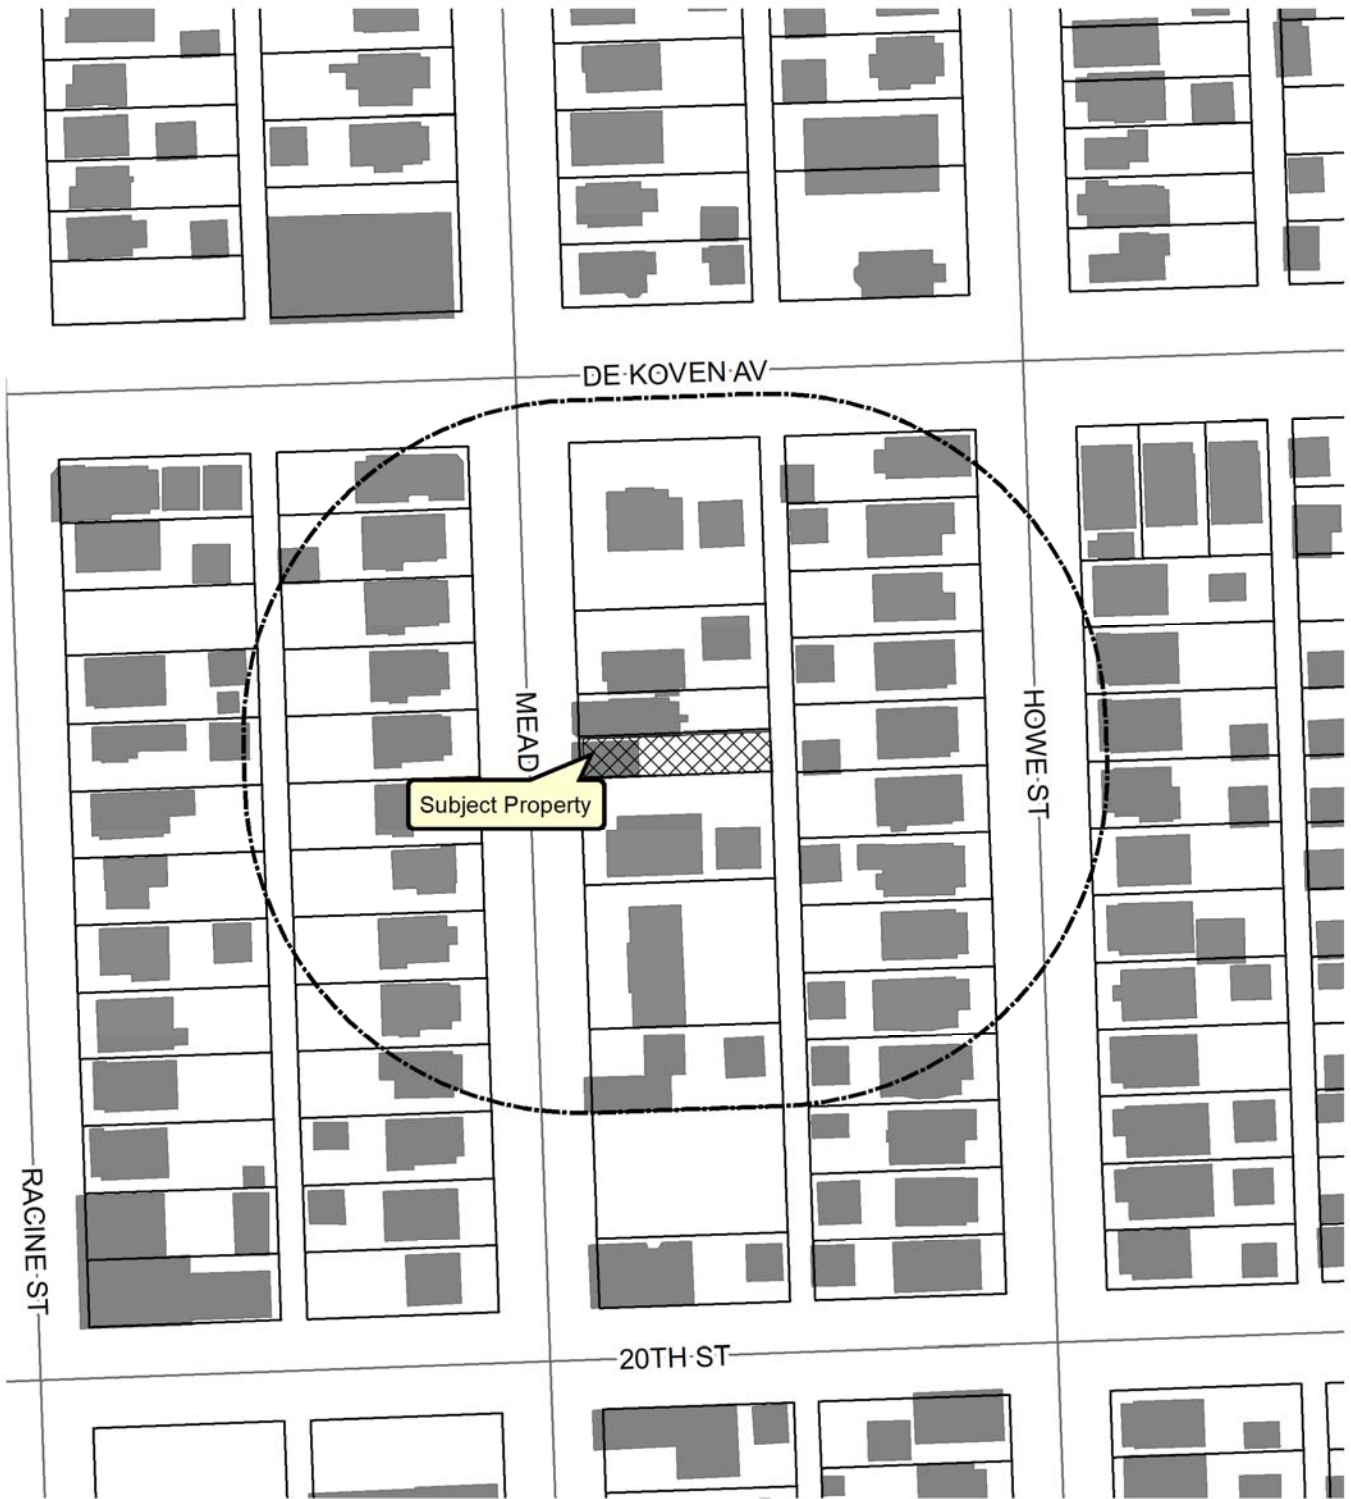 DE KOVEN AV
MEAD
HOWE ST
Subject Property
RACINE ST
20TH ST